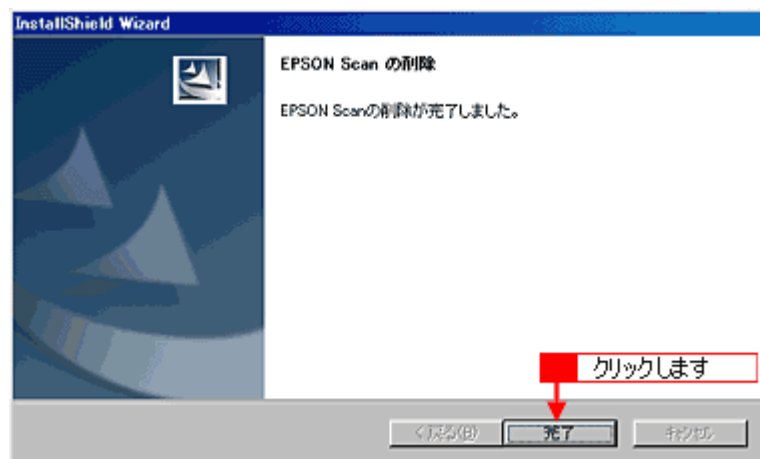 InstallShield Wizard
EPSON Scan の削除
EPSON Scanの削除が完了しました。
クリックします
< 戻る(B)
完了
キャンセル